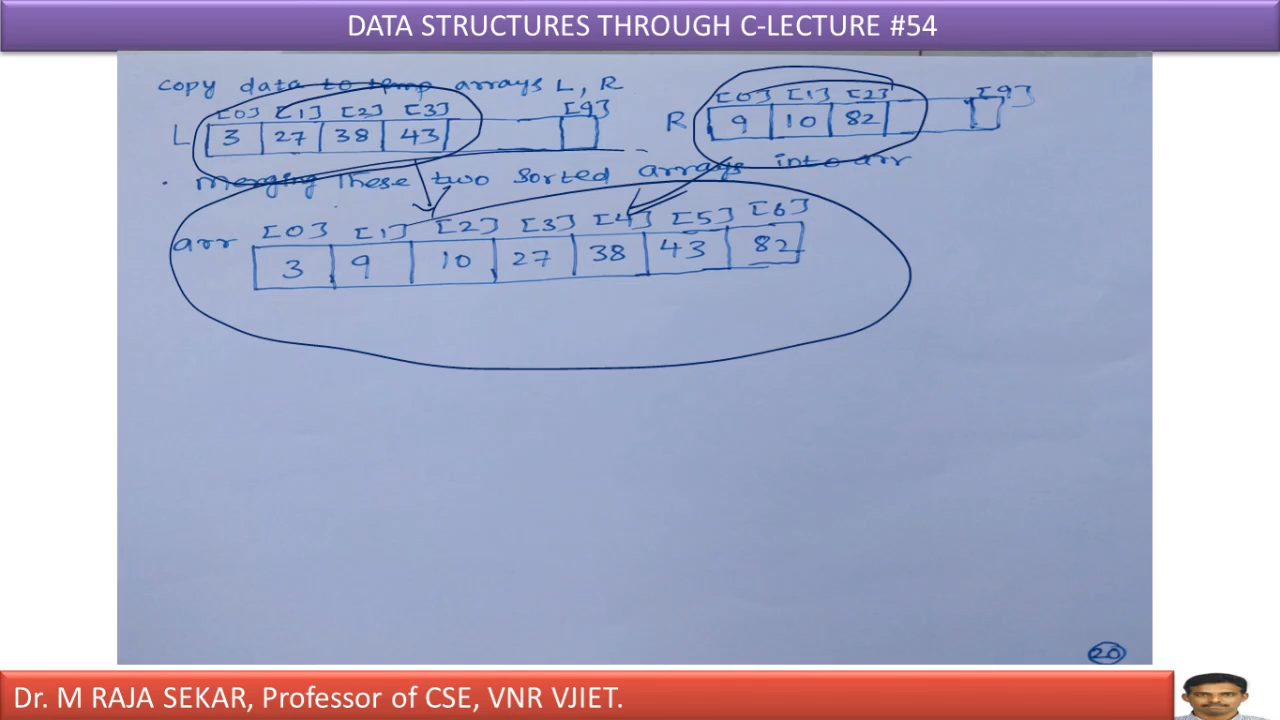 DATA STRUCTURES THROUGH C-LECTURE #54
copy data to temp arrays L, R
[0] [1] [2] [3] [9]
L 3 27 38 43
[0] [1] [2] [9]
R 9 10 82
. Merging These two sorted arrays into arr
[0] [1] [2] [3] [4] [5] [6]
arr 3 9 10 27 38 43 82
20
Dr. M RAJA SEKAR, Professor of CSE, VNR VJIET.